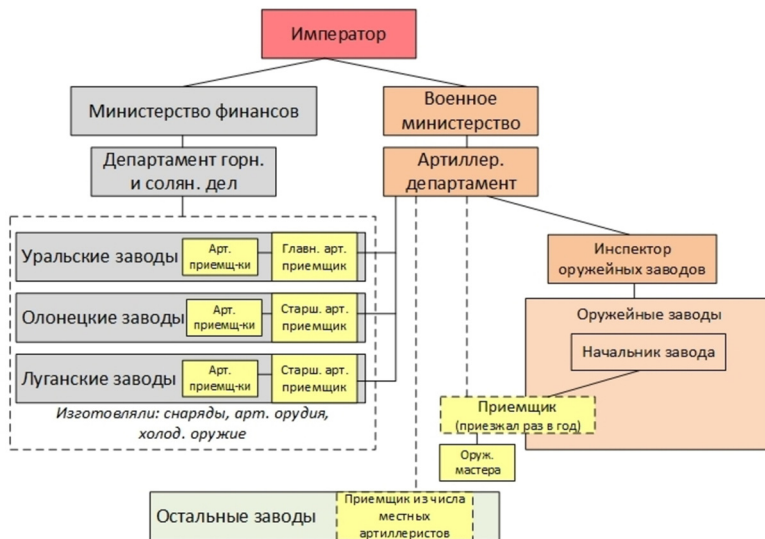 Император
Министерство финансов
Военное
министерство
Департамент горн.
и солян. дел
Артиллер.
департамент
Уральские заводы
Арт.
приемщ-ки
Главн. арт.
приемщик
Олонецкие заводы
Арт.
приемщ-ки
Старш. арт.
приемщик
Луганские заводы
Арт.
приемщ-ки
Старш. арт.
приемщик
Изготовляли: снаряды, арт. орудия,
холод. оружие
Инспектор
оружейных заводов
Оружейные заводы
Начальник завода
Приемщик
(приезжал раз в год)
Оруж.
мастера
Остальные заводы
Приемщик из числа
местных
артиллеристов